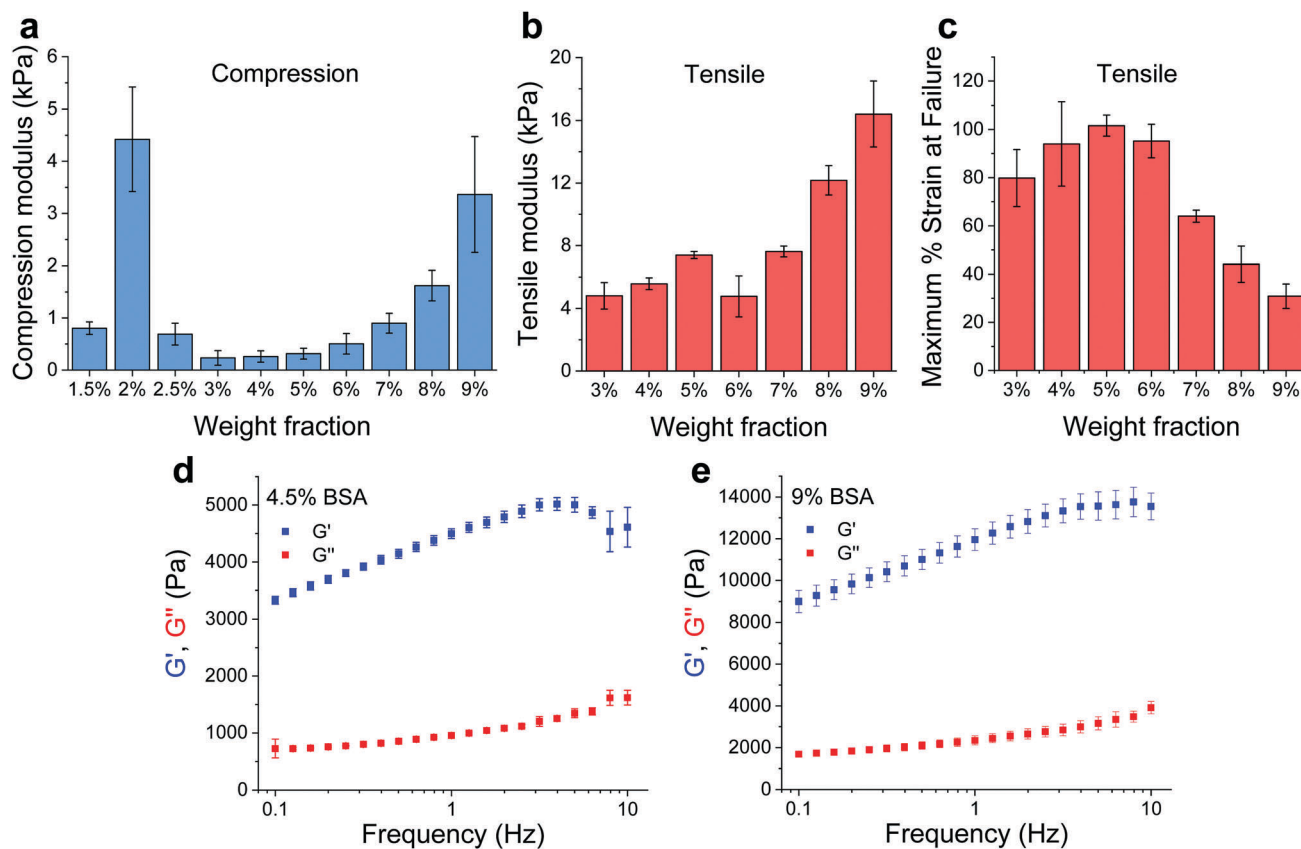 a
Compression
Compression modulus (kPa)
6
5
4
3
2
1
0
1.5% 2% 2.5% 3% 4% 5% 6% 7% 8% 9%
Weight fraction
b
Tensile
Tensile modulus (kPa)
20
16
12
8
4
0
3% 4% 5% 6% 7% 8% 9%
Weight fraction
c
Tensile
Maximum % Strain at Failure
120
100
80
60
40
20
0
3% 4% 5% 6% 7% 8% 9%
Weight fraction
d
4.5% BSA
G'
G"
G', G" (Pa)
5000
4000
3000
2000
1000
0
0.1 1 10
Frequency (Hz)
e
9% BSA
G'
G"
G', G" (Pa)
14000
12000
10000
8000
6000
4000
2000
0
0.1 1 10
Frequency (Hz)